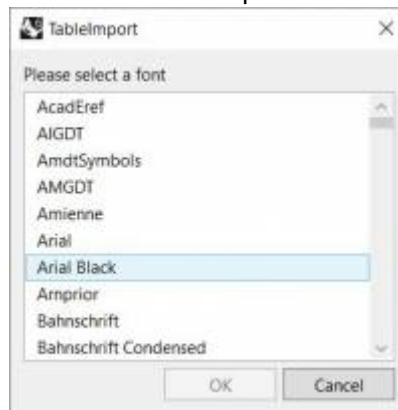 TableImport
Please select a font
AcadEref
AIGDT
AmdtSymbols
AMGDT
Amienne
Arial
Arial Black
Arnprior
Bahnschrift
Bahnschrift Condensed
OK Cancel